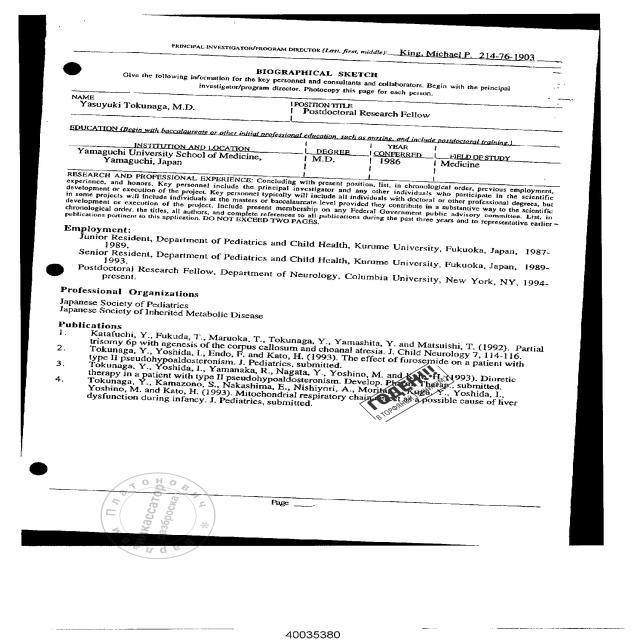 PRINCIPAL INVESTIGATOR/PROGRAM DIRECTOR (Last, first, middle): King, Michael P. 214-76-1903
BIOGRAPHICAL SKETCH
Give the following information for the key personnel and consultants and collaborators. Begin with the principal
investigator/program director. Photocopy this page for each person.
NAME
POSITION TITLE
Yasuyuki Tokunaga, M.D.
Postdoctoral Research Fellow
EDUCATION (Begin with baccalaureate or other initial professional education, such as nursing, and include postdoctoral training.)
INSTITUTION AND LOCATION
DEGREE
YEAR CONFERRED
FIELD OF STUDY
Yamaguchi University School of Medicine,
M.D.
1986
Medicine
Yamaguchi, Japan
RESEARCH AND PROFESSIONAL EXPERIENCE: Concluding with present position, list, in chronological order, previous employment,
experience, and honors. Key personnel include the principal investigator and any other individuals who participate in the scientific
development or execution of the project. Key personnel typically will include all individuals with doctoral or other professional degrees, but
in some projects will include individuals at the masters or baccalaureate level provided they contribute in a substantive way to the scientific
development or execution of the project. Include present membership on any Federal Government public advisory committee. List, in
chronological order, the titles, all authors, and complete references to all publications during the past three years and to representative earlier
publications pertinent to this application. DO NOT EXCEED TWO PAGES.
Employment:
Junior Resident, Department of Pediatrics and Child Health, Kurume University, Fukuoka, Japan, 1987-
1989.
Senior Resident, Department of Pediatrics and Child Health, Kurume University, Fukuoka, Japan, 1989-
1993.
Postdoctoral Research Fellow, Department of Neurology, Columbia University, New York, NY, 1994-
present.
Professional Organizations
Japanese Society of Pediatrics
Japanese Society of Inherited Metabolic Disease
Publications
1. Katafuchi, Y., Fukuda, T., Maruoka, T., Tokunaga, Y., Yamashita, Y. and Matsuishi, T. (1992). Partial
trisomy 6p with agenesis of the corpus callosum and choanal atresia. J. Child Neurology 7, 114-116.
2. Tokunaga, Y., Yoshida, I., Endo, F. and Kato, H. (1993). The effect of furosemide on a patient with
type II pseudohypoaldosteronism. J. Pediatrics, submitted.
3. Tokunaga, Y., Yoshida, I., Yamanaka, R., Nagata, Y., Yoshino, M. and H. (1993). Diuretic
therapy in a patient with type II pseudohypoaldosteronism. Develop. Therap., submitted.
4. Tokunaga, Y., Kamazono, S., Nakashima, E., Nishiyori, A., Yoshida, I.,
Yoshino, M. and Kato, H. (1993). Mitochondrial respiratory chain as a possible cause of liver
dysfunction during infancy. J. Pediatrics, submitted.
Page
Платонович
40035380